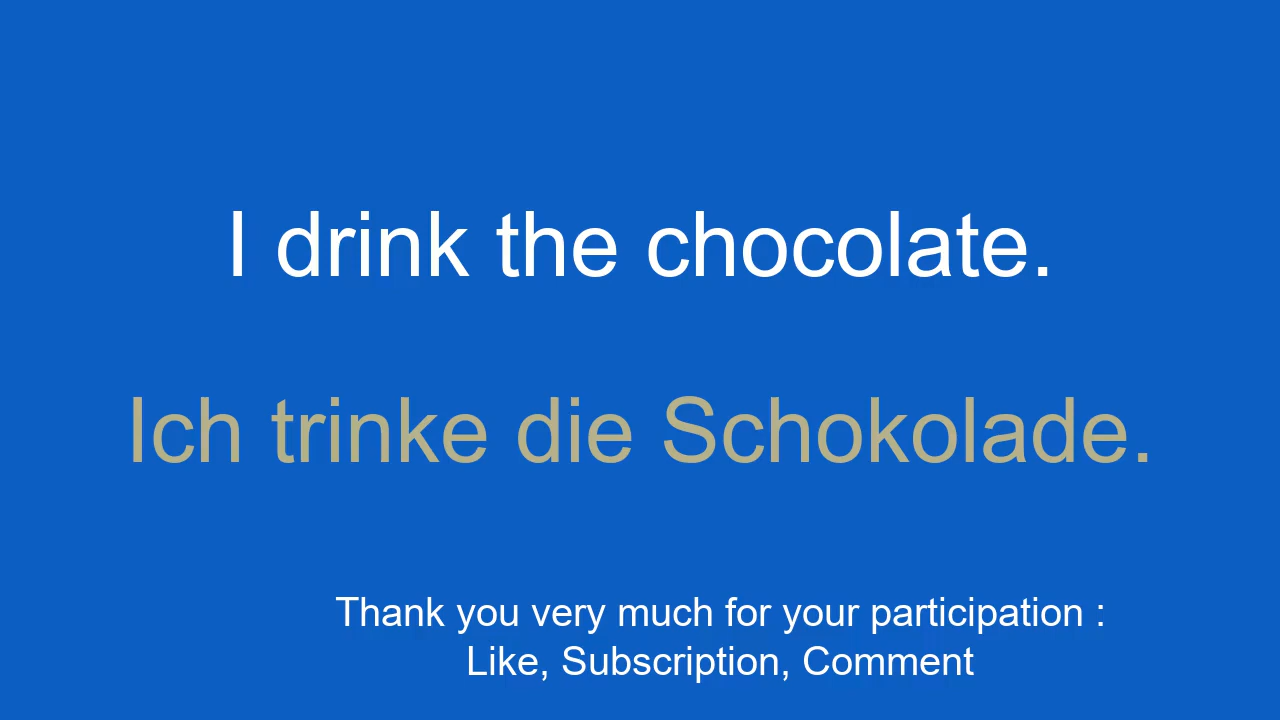 I drink the chocolate.
Ich trinke die Schokolade.
Thank you very much for your participation :
Like, Subscription, Comment